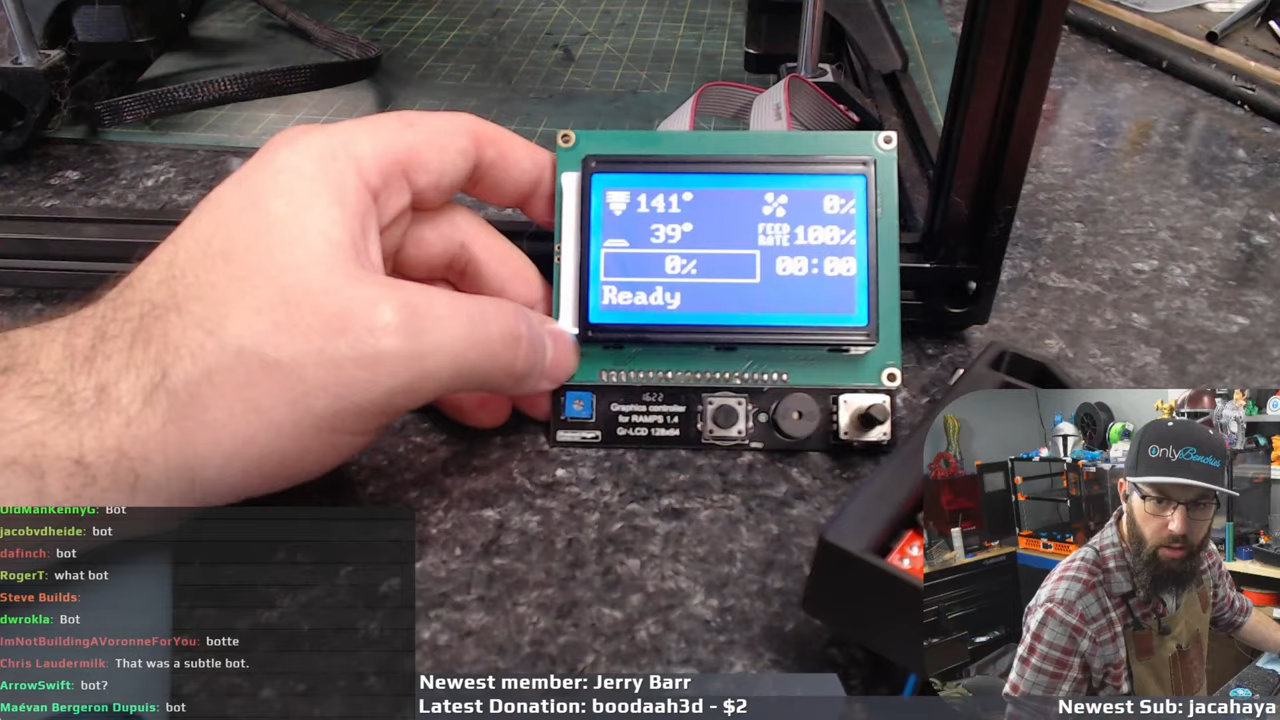 141° 0%
39° FEED RATE 100%
0% 00:00
Ready
1622
Graphics controller
for RAMPS 1.4
Gr-LCD 128x64
OnlyBenchies
OldManKennyG: Bot
jacobvdheide: bot
dafinch: bot
RogerT: what bot
Steve Builds:
dwrokla: Bot
ImNotBuildingAVoronneForYou: botte
Chris Laudermilk: That was a subtle bot.
ArrowSwift: bot?
Maévan Bergeron Dupuis: bot
Newest member: Jerry Barr
Latest Donation: boodaah3d - $2
Newest Sub: jacahaya